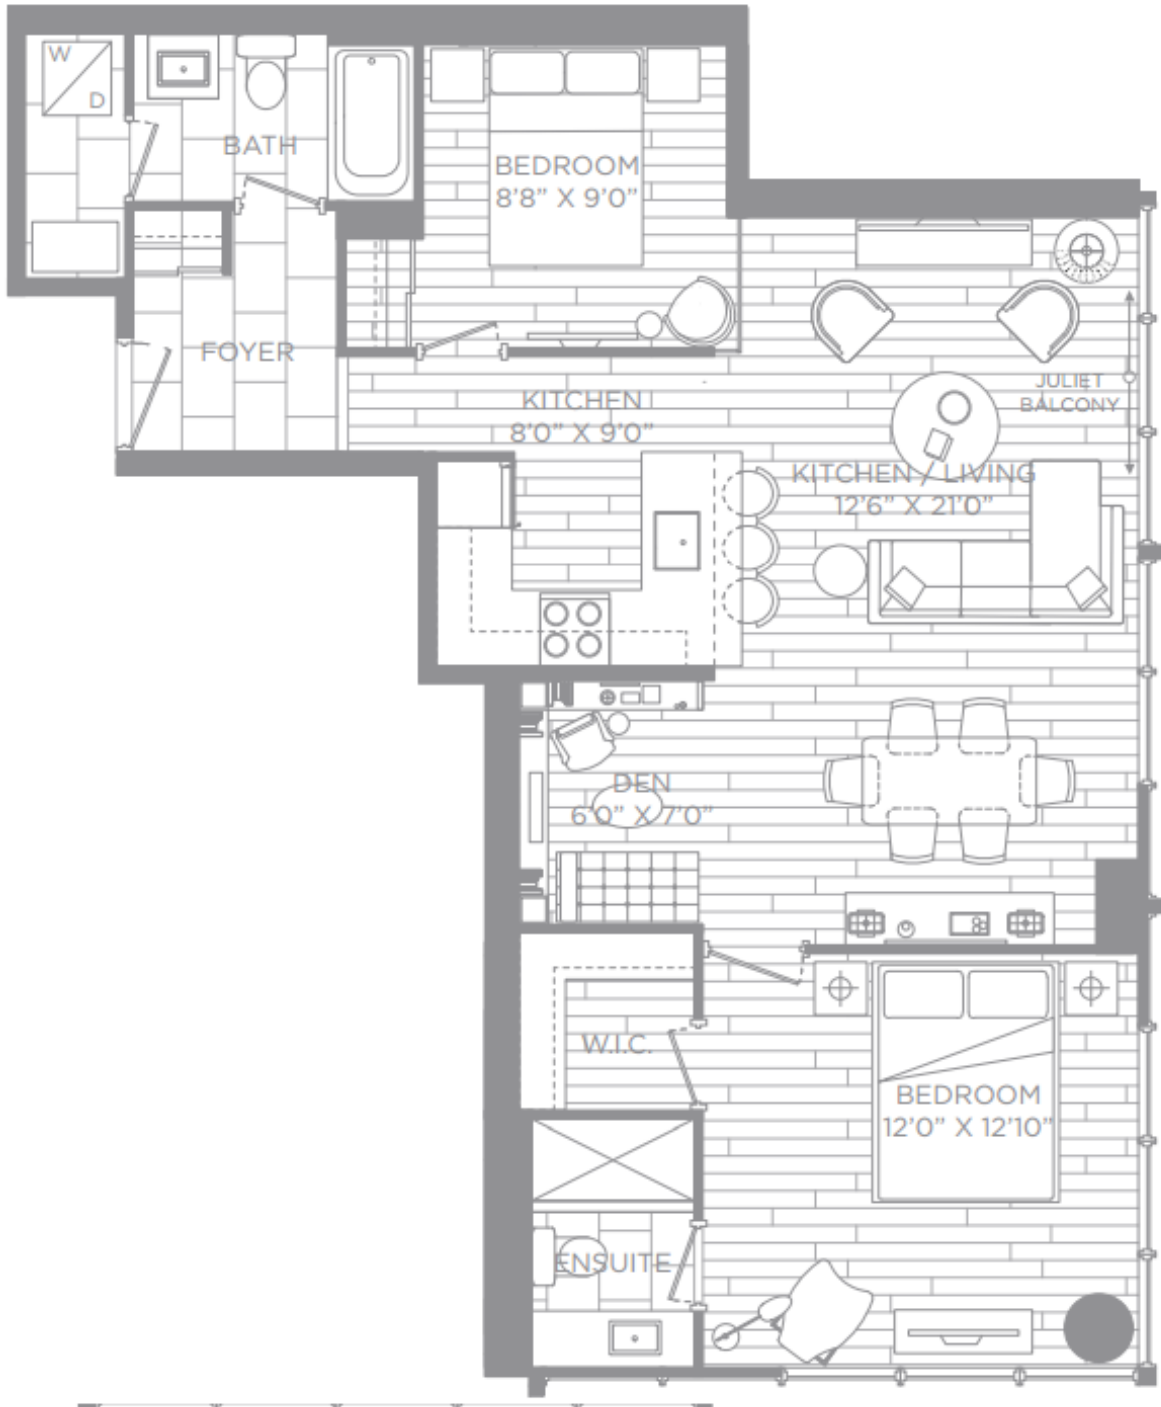 W
D
BATH
BEDROOM
8'8" X 9'0"
FOYER
KITCHEN
8'0" X 9'0"
JULIET
BALCONY
KITCHEN / LIVING
12'6" X 21'0"
DEN
6'0" X 7'0"
W.I.C.
BEDROOM
12'0" X 12'10"
ENSUITE